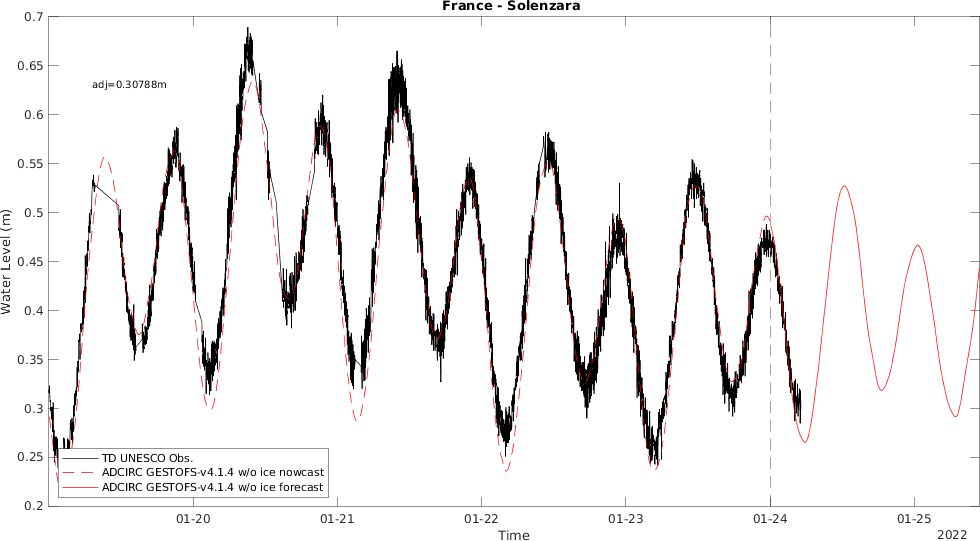 France - Solenzara
0.7
0.65
0.6
0.55
0.5
0.45
0.4
0.35
0.3
0.25
0.2
Water Level (m)
adj=0.30788m
TD UNESCO Obs.
ADCIRC GESTOFS-v4.1.4 w/o ice nowcast
ADCIRC GESTOFS-v4.1.4 w/o ice forecast
01-20 01-21 01-22 01-23 01-24 01-25
Time
2022